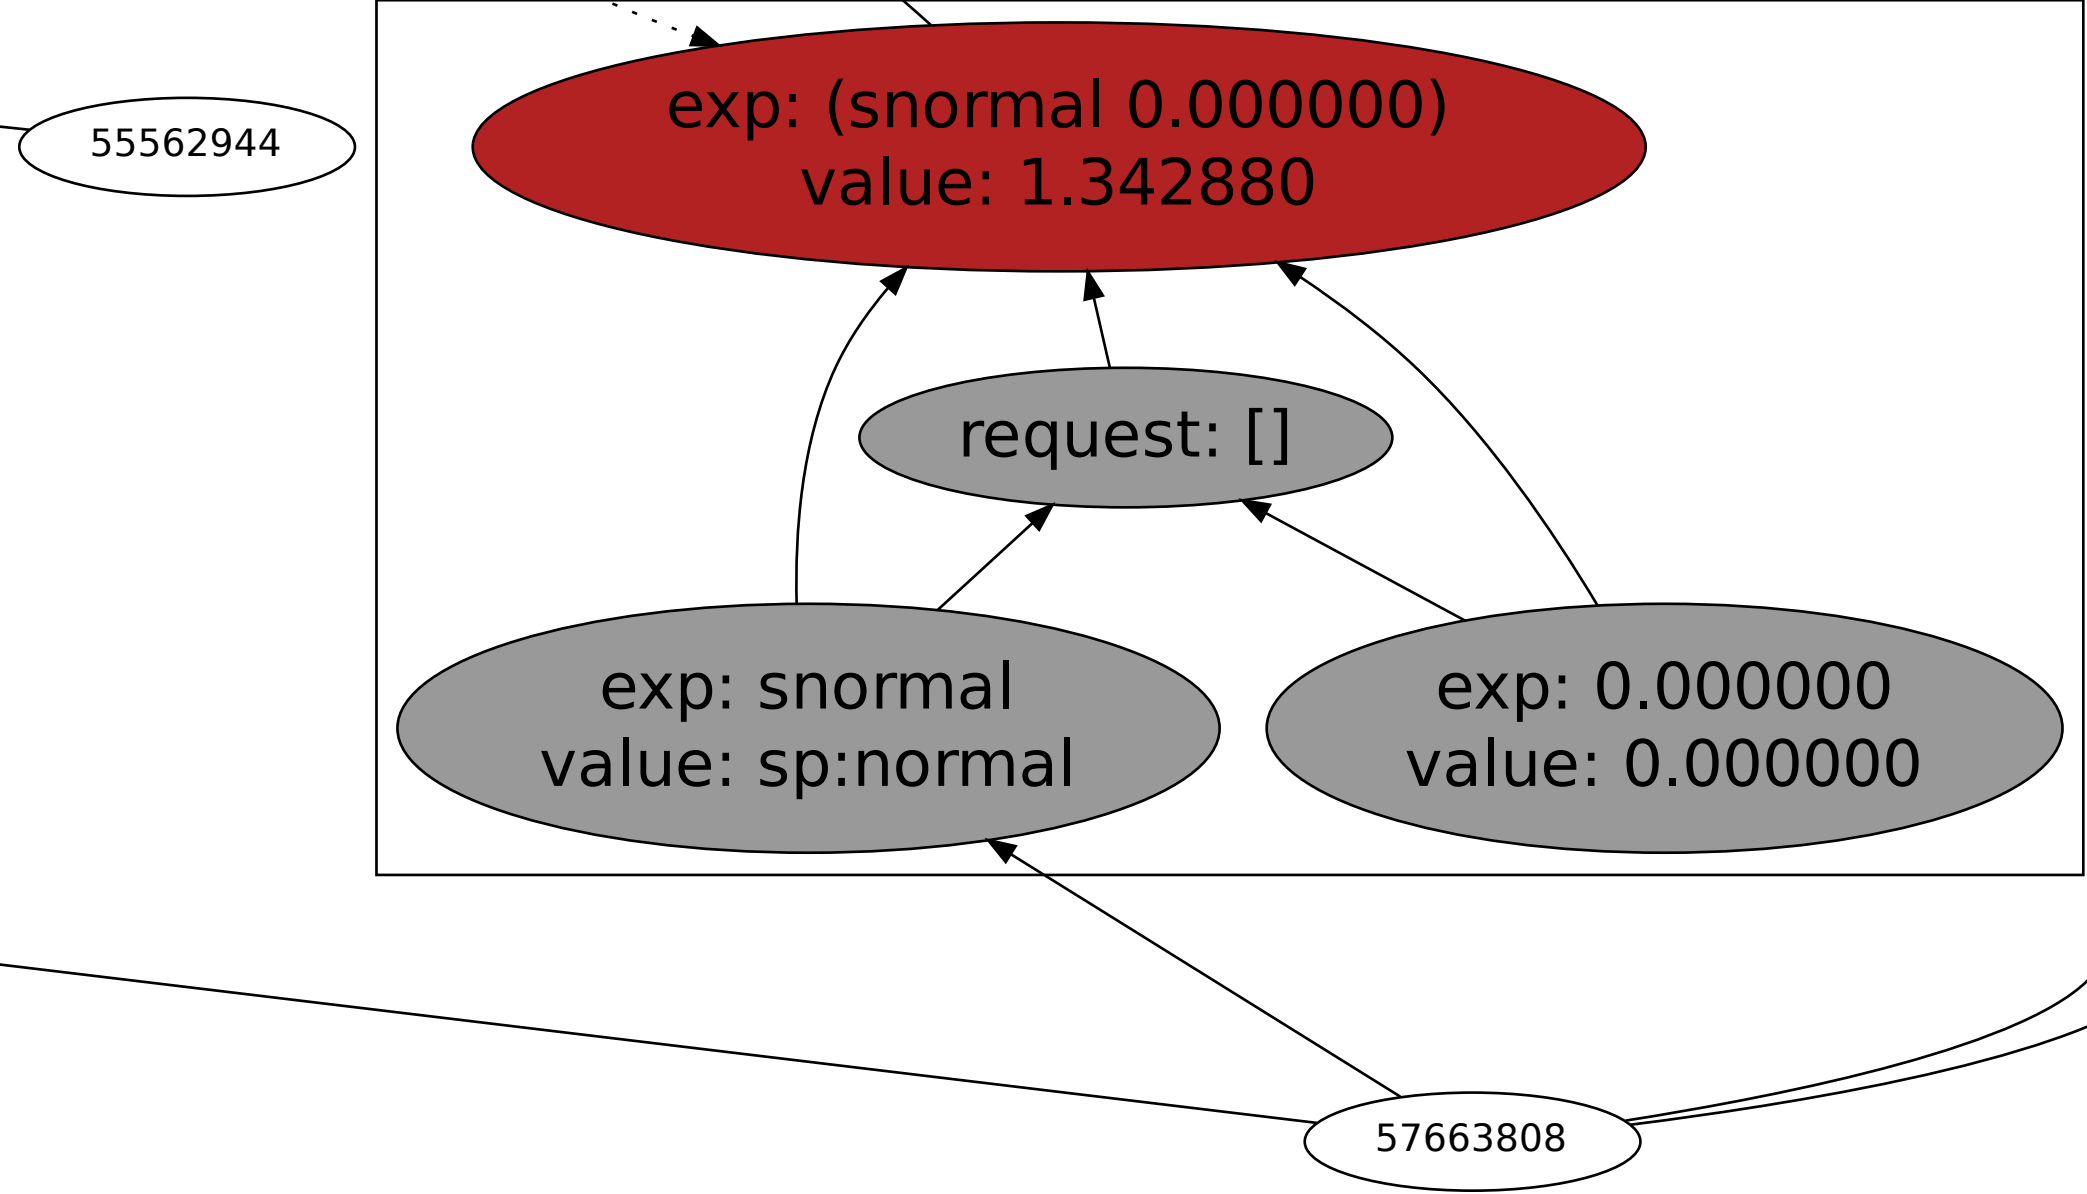 exp: (snormal 0.000000)
value: 1.342880
55562944
request: []
exp: snormal
value: sp:normal
exp: 0.000000
value: 0.000000
57663808